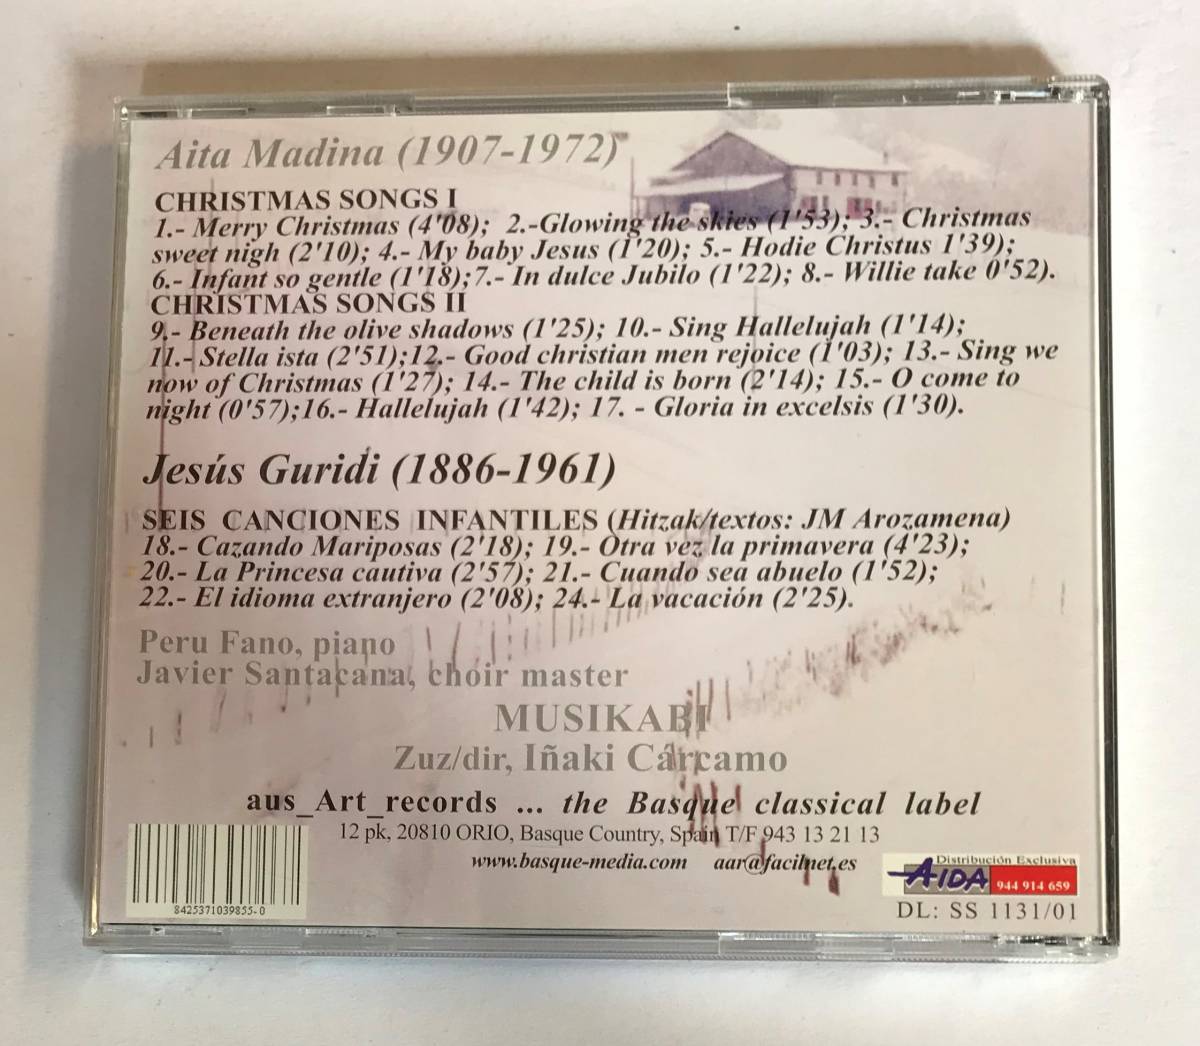 Aita Madina (1907-1972)
CHRISTMAS SONGS I
1.- Merry Christmas (4'08); 2.-Glowing the skies (1'53); 3.- Christmas
sweet nigh (2'10); 4.- My baby Jesus (1'20); 5.- Hodie Christus 1'39);
6.- Infant so gentle (1'18);7.- In dulce Jubilo (1'22); 8.- Willie take 0'52).
CHRISTMAS SONGS II
9.- Beneath the olive shadows (1'25); 10.- Sing Hallelujah (1'14);
11.- Stella ista (2'51);12.- Good christian men rejoice (1'03); 13.- Sing we
now of Christmas (1'27); 14.- The child is born (2'14); 15.- O come to
night (0'57);16.- Hallelujah (1'42); 17. - Gloria in excelsis (1'30).
Jesús Guridi (1886-1961)
SEIS CANCIONES INFANTILES (Hitzak/textos: JM Arozamena)
18.- Cazando Mariposas (2'18); 19.- Otra vez la primavera (4'23);
20.- La Princesa cautiva (2'57); 21.- Cuando sea abuelo (1'52);
22.- El idioma extranjero (2'08); 24.- La vacación (2'25).
Peru Fano, piano
Javier Santacana, choir master
MUSIKABI
Zuz/dir, Iñaki Cárcamo
aus_Art_records ... the Basque classical label
12 pk, 20810 ORIO, Basque Country, Spain T/F 943 13 21 13
www.basque-media.com aar@facilnet.es
8425371039855-0
Distribución Exclusiva
AIDA 944 914 659
DL: SS 1131/01